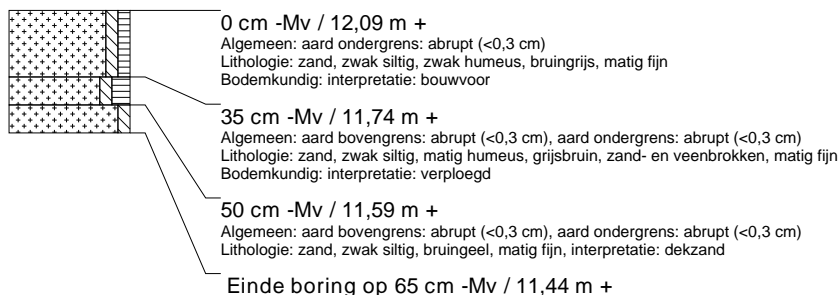 0 cm -Mv / 12,09 m +
Algemeen: aard ondergrens: abrupt (<0,3 cm)
Lithologie: zand, zwak siltig, zwak humeus, bruingrijs, matig fijn
Bodemkundig: interpretatie: bouwvoor
35 cm -Mv / 11,74 m +
Algemeen: aard bovengrens: abrupt (<0,3 cm), aard ondergrens: abrupt (<0,3 cm)
Lithologie: zand, zwak siltig, matig humeus, grijsbruin, zand- en veenbrokken, matig fijn
Bodemkundig: interpretatie: verploegd
50 cm -Mv / 11,59 m +
Algemeen: aard bovengrens: abrupt (<0,3 cm), aard ondergrens: abrupt (<0,3 cm)
Lithologie: zand, zwak siltig, bruingeel, matig fijn, interpretatie: dekzand
Einde boring op 65 cm -Mv / 11,44 m +